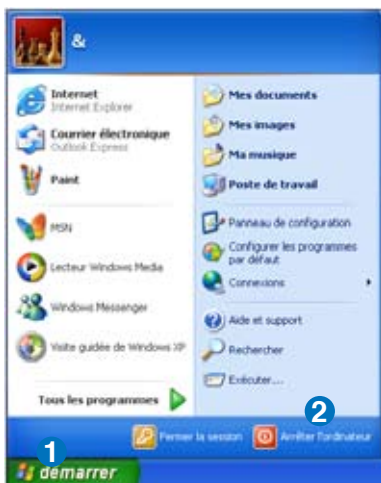 &
Internet
Internet Explorer
Courrier électronique
Outlook Express
Paint
MSN
Lecteur Windows Media
Windows Messenger
Visite guidée de Windows XP
Tous les programmes
Mes documents
Mes images
Ma musique
Poste de travail
Panneau de configuration
Configurer les programmes
par défaut
Connexions
Aide et support
Rechercher
Exécuter...
2
Fermer la session
Arrêter l'ordinateur
1
démarrer